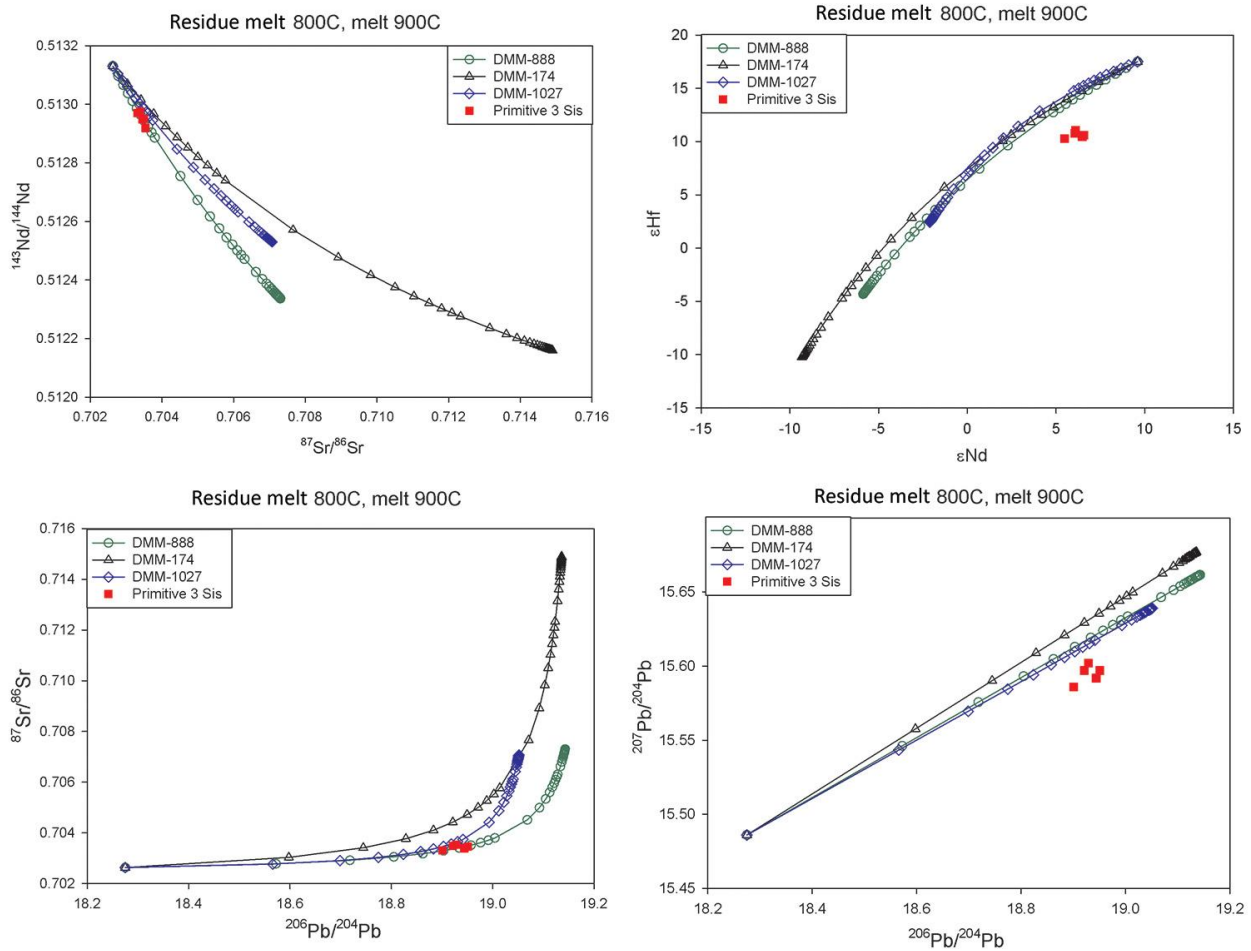 Residue melt 800C, melt 900C
DMM-888
DMM-174
DMM-1027
Primitive 3 Sis
0.5132
0.5130
0.5128
0.5126
0.5124
0.5122
0.5120
¹⁴³Nd/¹⁴⁴Nd
0.702 0.704 0.706 0.708 0.710 0.712 0.714 0.716
⁸⁷Sr/⁸⁶Sr
Residue melt 800C, melt 900C
DMM-888
DMM-174
DMM-1027
Primitive 3 Sis
20
15
10
5
0
-5
-10
-15
εHf
-15 -10 -5 0 5 10 15
εNd
Residue melt 800C, melt 900C
DMM-888
DMM-174
DMM-1027
Primitive 3 Sis
0.716
0.714
0.712
0.710
0.708
0.706
0.704
0.702
⁸⁷Sr/⁸⁶Sr
18.2 18.4 18.6 18.8 19.0 19.2
²⁰⁶Pb/²⁰⁴Pb
Residue melt 800C, melt 900C
DMM-888
DMM-174
DMM-1027
Primitive 3 Sis
15.65
15.60
15.55
15.50
15.45
²⁰⁷Pb/²⁰⁴Pb
18.2 18.4 18.6 18.8 19.0 19.2
²⁰⁶Pb/²⁰⁴Pb